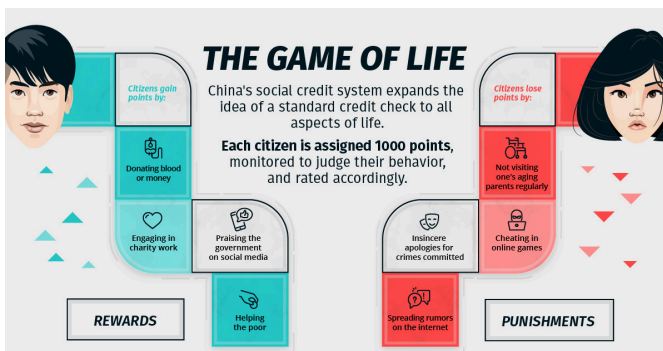 THE GAME OF LIFE
China's social credit system expands the
idea of a standard credit check to all
aspects of life.
Each citizen is assigned 1000 points,
monitored to judge their behavior,
and rated accordingly.
Citizens gain
points by:
Donating blood
or money
Engaging in
charity work
Praising the
government
on social media
Helping
the poor
REWARDS
Citizens lose
points by:
Not visiting
one's aging
parents regularly
Cheating in
online games
Insincere
apologies for
crimes committed
Spreading rumors
on the internet
PUNISHMENTS